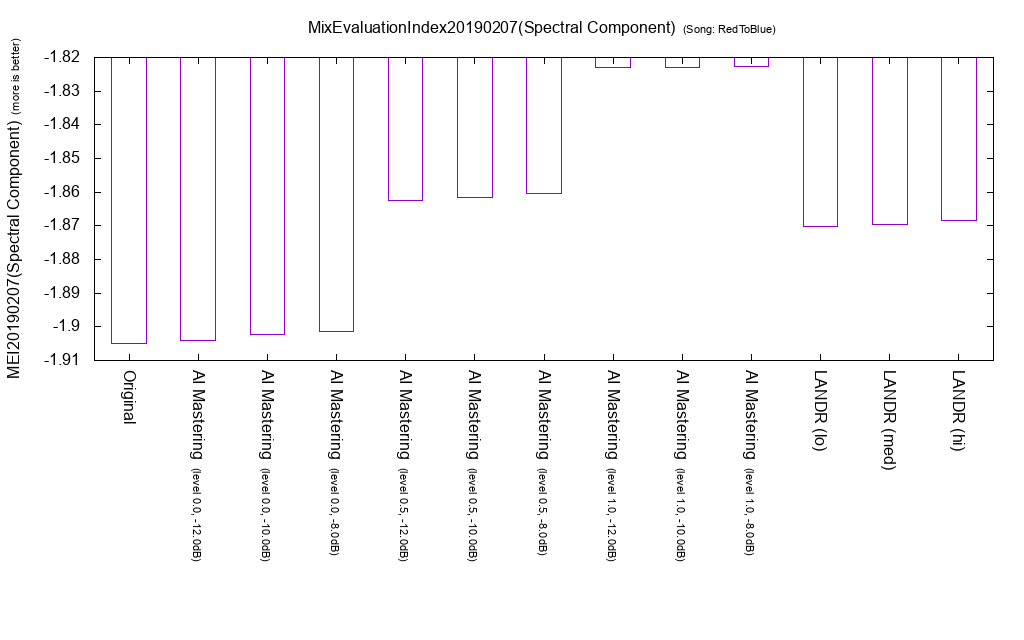 MixEvaluationIndex20190207(Spectral Component) (Song: RedToBlue)
MEI20190207(Spectral Component) (more is better)
-1.82
-1.83
-1.84
-1.85
-1.86
-1.87
-1.88
-1.89
-1.9
-1.91
Original
AI Mastering (level 0.0, -12.0dB)
AI Mastering (level 0.0, -10.0dB)
AI Mastering (level 0.0, -8.0dB)
AI Mastering (level 0.5, -12.0dB)
AI Mastering (level 0.5, -10.0dB)
AI Mastering (level 0.5, -8.0dB)
AI Mastering (level 1.0, -12.0dB)
AI Mastering (level 1.0, -10.0dB)
AI Mastering (level 1.0, -8.0dB)
LANDR (lo)
LANDR (med)
LANDR (hi)